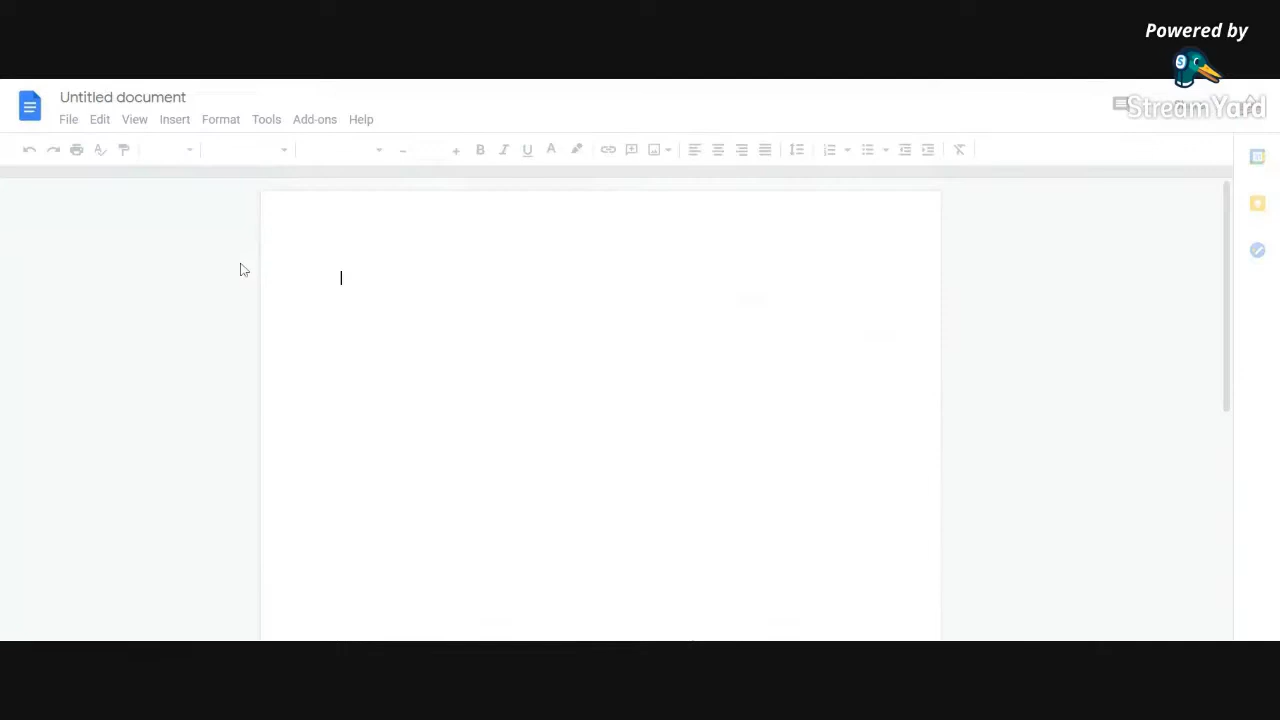 Powered by
StreamYard
Untitled document
File Edit View Insert Format Tools Add-ons Help